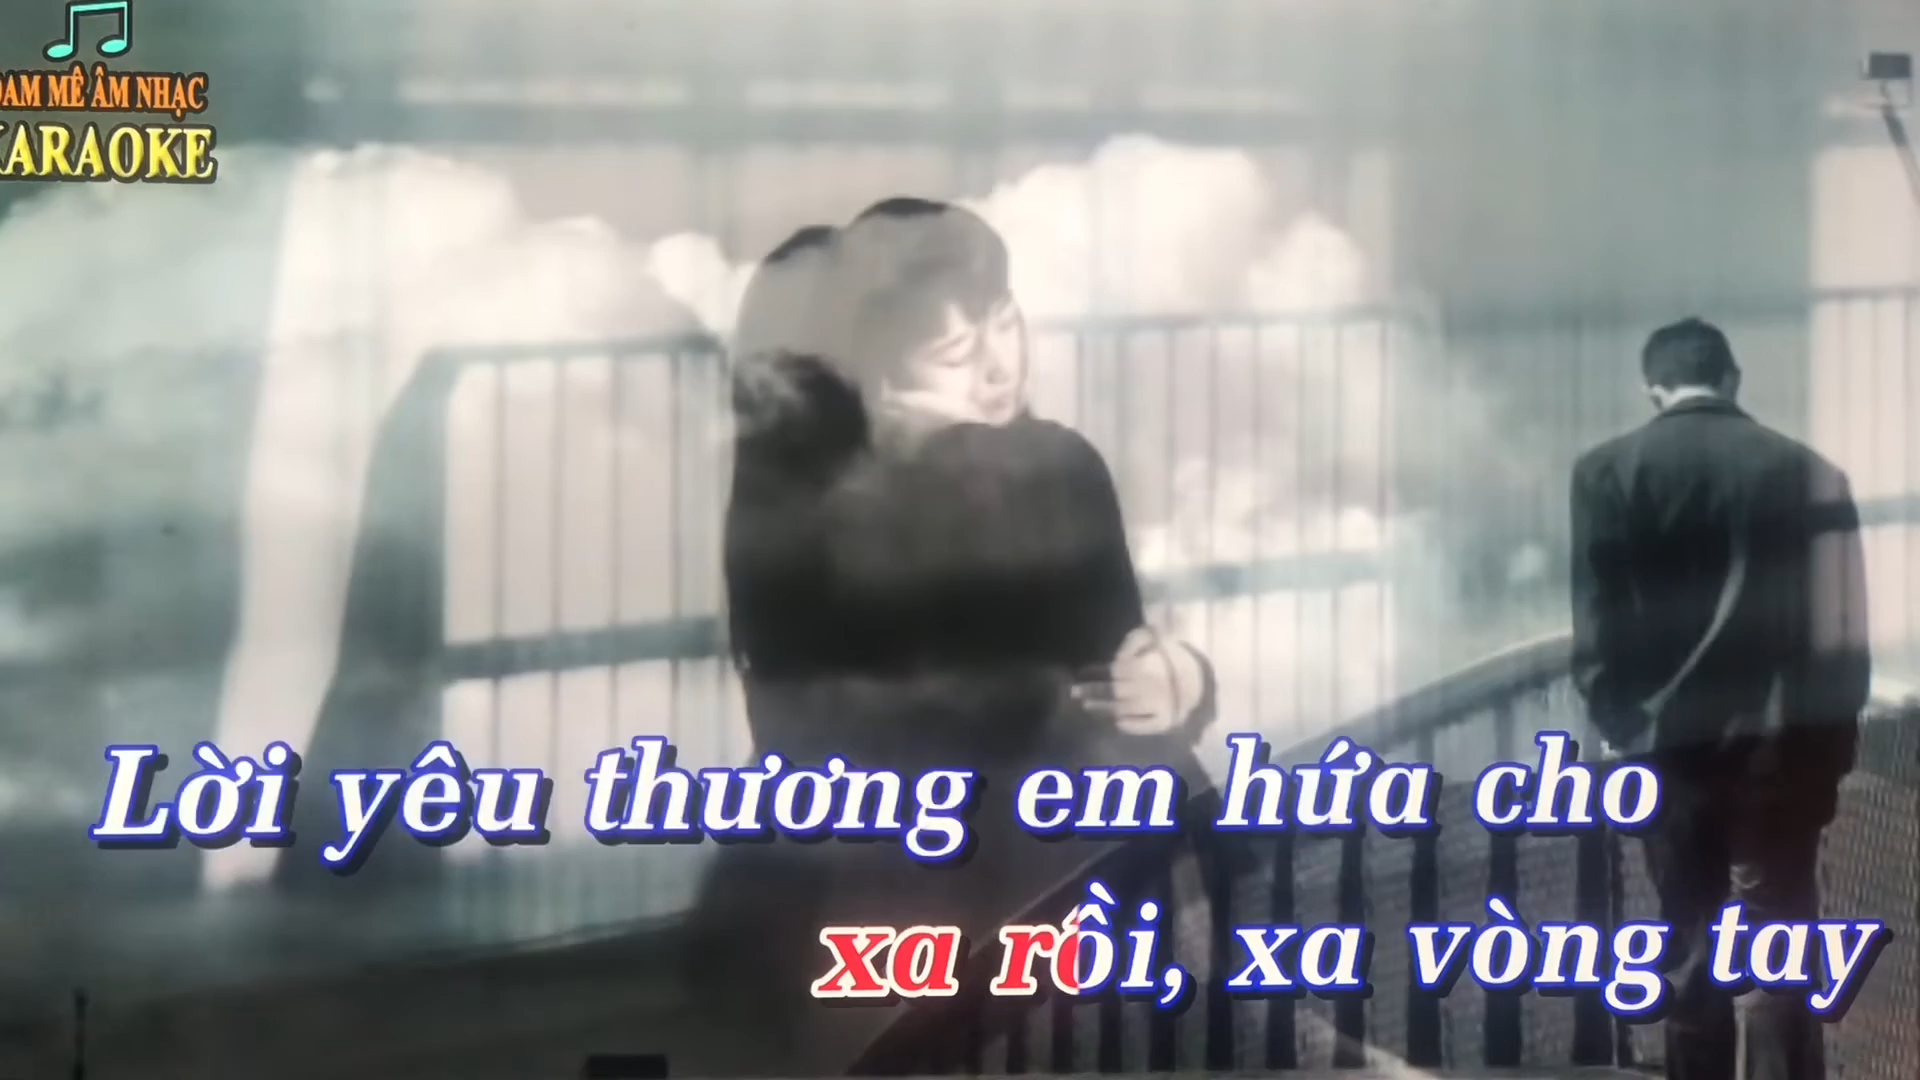 ĐAM MÊ ÂM NHẠC
KARAOKE
Lời yêu thương em hứa cho
xa rồi, xa vòng tay